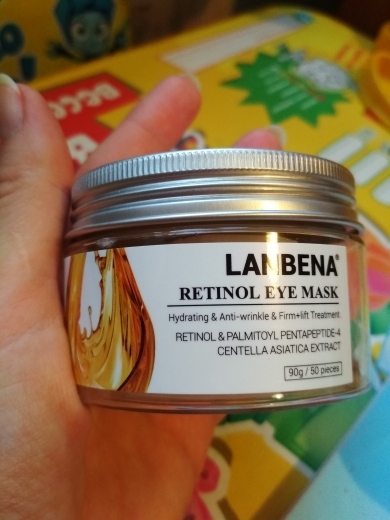 LANBENA®
RETINOL EYE MASK
Hydrating & Anti-wrinkle & Firm+lift Treatment
RETINOL & PALMITOYL PENTAPEPTIDE-4
CENTELLA ASIATICA EXTRACT
90g / 50 pieces